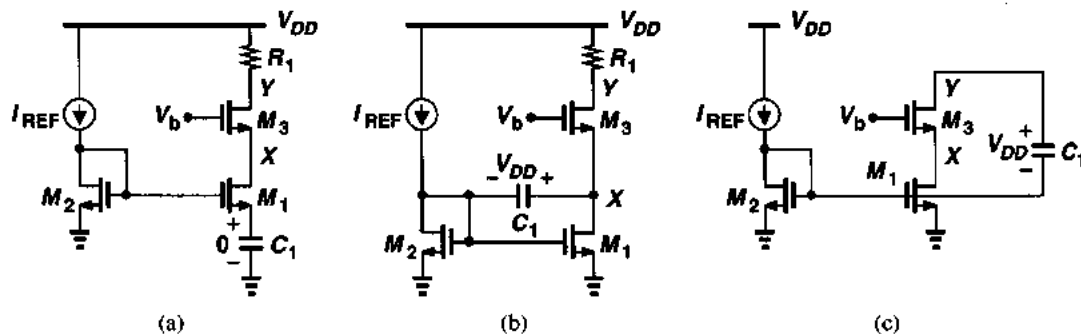 V_DD
R_1
Y
I_REF
V_b
M_3
X
M_2
M_1
+
0
C_1
−
(a)
V_DD
R_1
Y
I_REF
V_b
M_3
− V_DD +
X
C_1
M_2
M_1
(b)
V_DD
Y
I_REF
V_b
M_3
+
V_DD
C_1
X
−
M_1
M_2
(c)